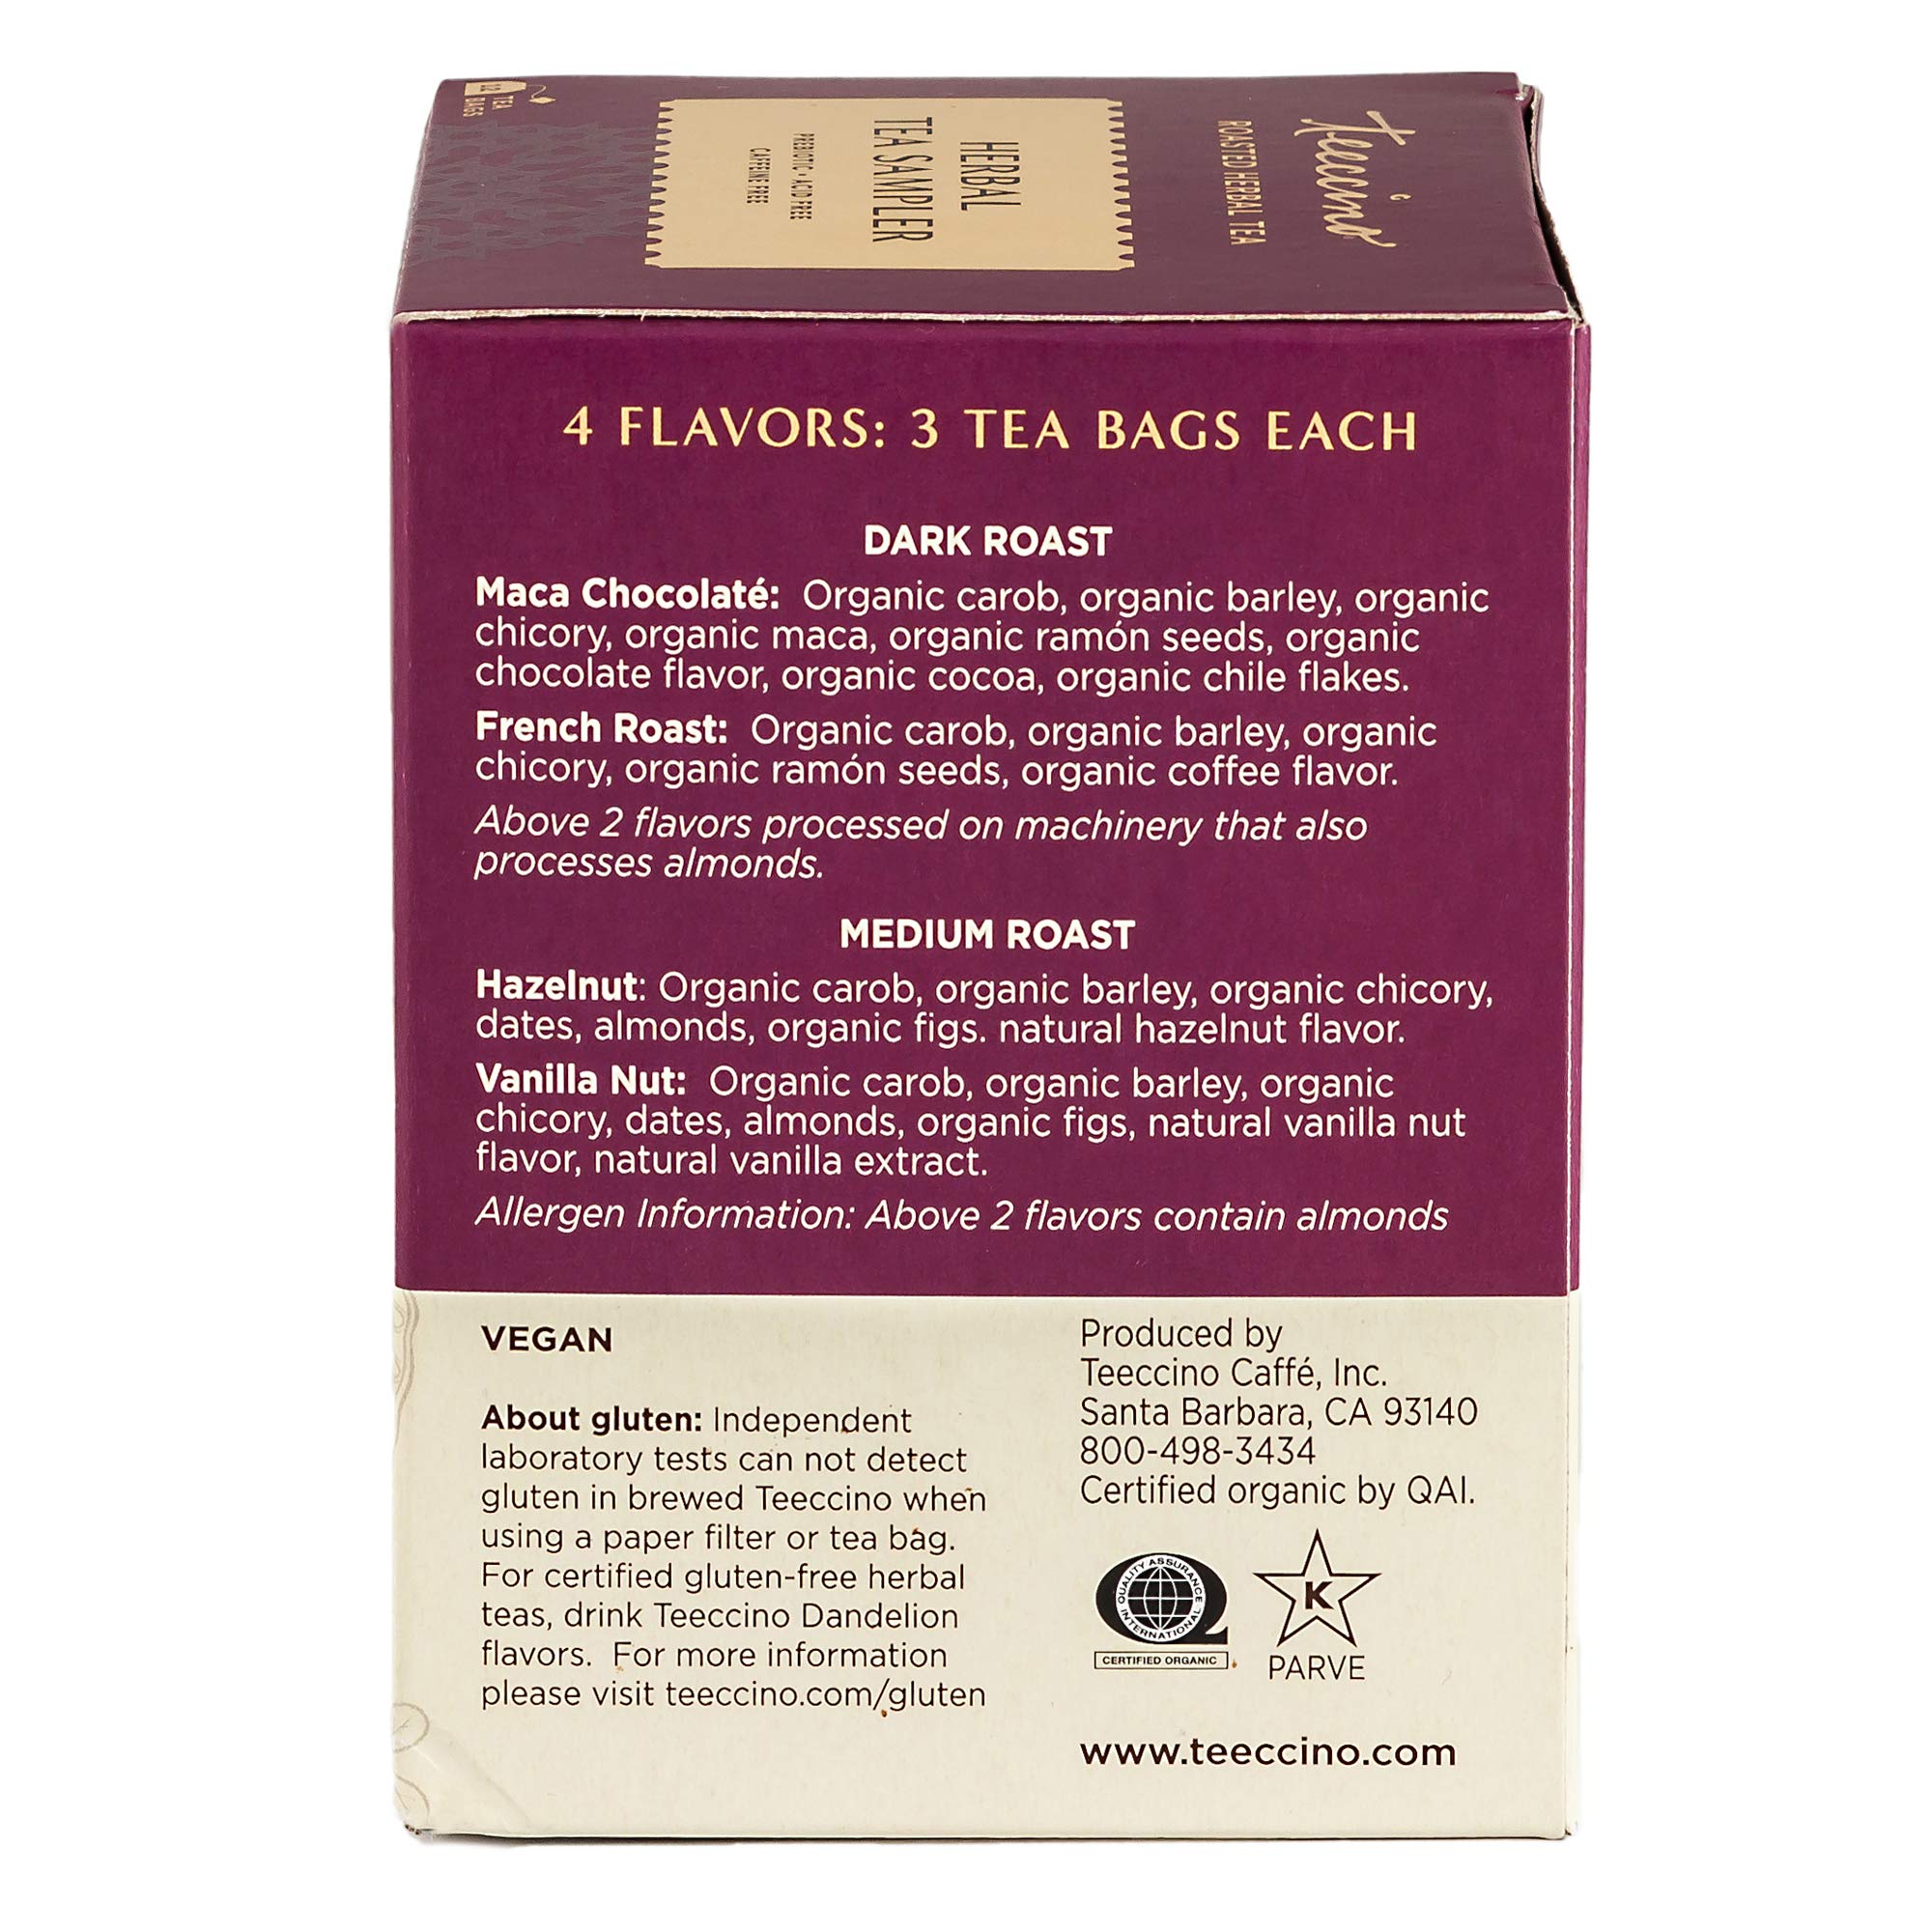 teeccino
ROASTED HERBAL TEA
HERBAL
TEA SAMPLER
PREBIOTIC • ACID FREE
CAFFEINE FREE
12 TEA
BAGS
4 FLAVORS: 3 TEA BAGS EACH
DARK ROAST
Maca Chocolaté: Organic carob, organic barley, organic
chicory, organic maca, organic ramón seeds, organic
chocolate flavor, organic cocoa, organic chile flakes.
French Roast: Organic carob, organic barley, organic
chicory, organic ramón seeds, organic coffee flavor.
Above 2 flavors processed on machinery that also
processes almonds.
MEDIUM ROAST
Hazelnut: Organic carob, organic barley, organic chicory,
dates, almonds, organic figs. natural hazelnut flavor.
Vanilla Nut: Organic carob, organic barley, organic
chicory, dates, almonds, organic figs, natural vanilla nut
flavor, natural vanilla extract.
Allergen Information: Above 2 flavors contain almonds
VEGAN
About gluten: Independent
laboratory tests can not detect
gluten in brewed Teeccino when
using a paper filter or tea bag.
For certified gluten-free herbal
teas, drink Teeccino Dandelion
flavors. For more information
please visit teeccino.com/gluten
Produced by
Teeccino Caffé, Inc.
Santa Barbara, CA 93140
800-498-3434
Certified organic by QAI.
QUALITY ASSURANCE
INTERNATIONAL
CERTIFIED ORGANIC
K
PARVE
www.teeccino.com